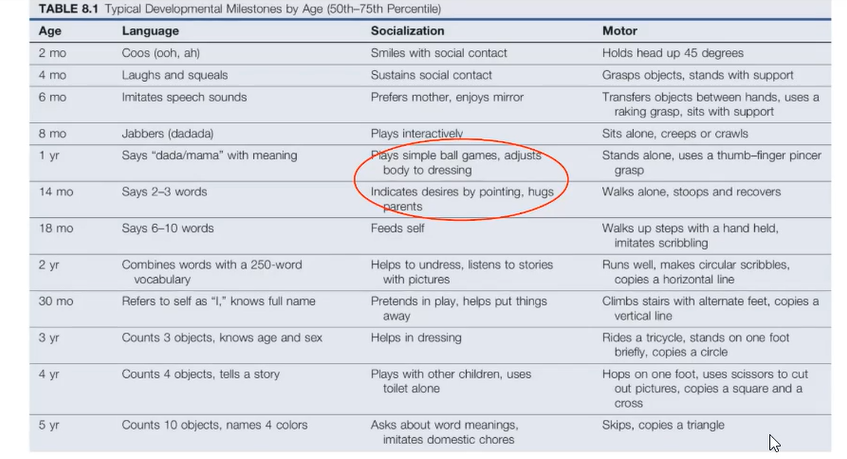 TABLE 8.1 Typical Developmental Milestones by Age (50th–75th Percentile)
Age Language Socialization Motor
2 mo Coos (ooh, ah) Smiles with social contact Holds head up 45 degrees
4 mo Laughs and squeals Sustains social contact Grasps objects, stands with support
6 mo Imitates speech sounds Prefers mother, enjoys mirror Transfers objects between hands, uses a
raking grasp, sits with support
8 mo Jabbers (dadada) Plays interactively Sits alone, creeps or crawls
1 yr Says “dada/mama” with meaning Plays simple ball games, adjusts Stands alone, uses a thumb–finger pincer
body to dressing grasp
14 mo Says 2–3 words Indicates desires by pointing, hugs Walks alone, stoops and recovers
parents
18 mo Says 6–10 words Feeds self Walks up steps with a hand held,
imitates scribbling
2 yr Combines words with a 250-word Helps to undress, listens to stories Runs well, makes circular scribbles,
vocabulary with pictures copies a horizontal line
30 mo Refers to self as “I,” knows full name Pretends in play, helps put things Climbs stairs with alternate feet, copies a
away vertical line
3 yr Counts 3 objects, knows age and sex Helps in dressing Rides a tricycle, stands on one foot
briefly, copies a circle
4 yr Counts 4 objects, tells a story Plays with other children, uses Hops on one foot, uses scissors to cut
toilet alone out pictures, copies a square and a
cross
5 yr Counts 10 objects, names 4 colors Asks about word meanings, Skips, copies a triangle
imitates domestic chores